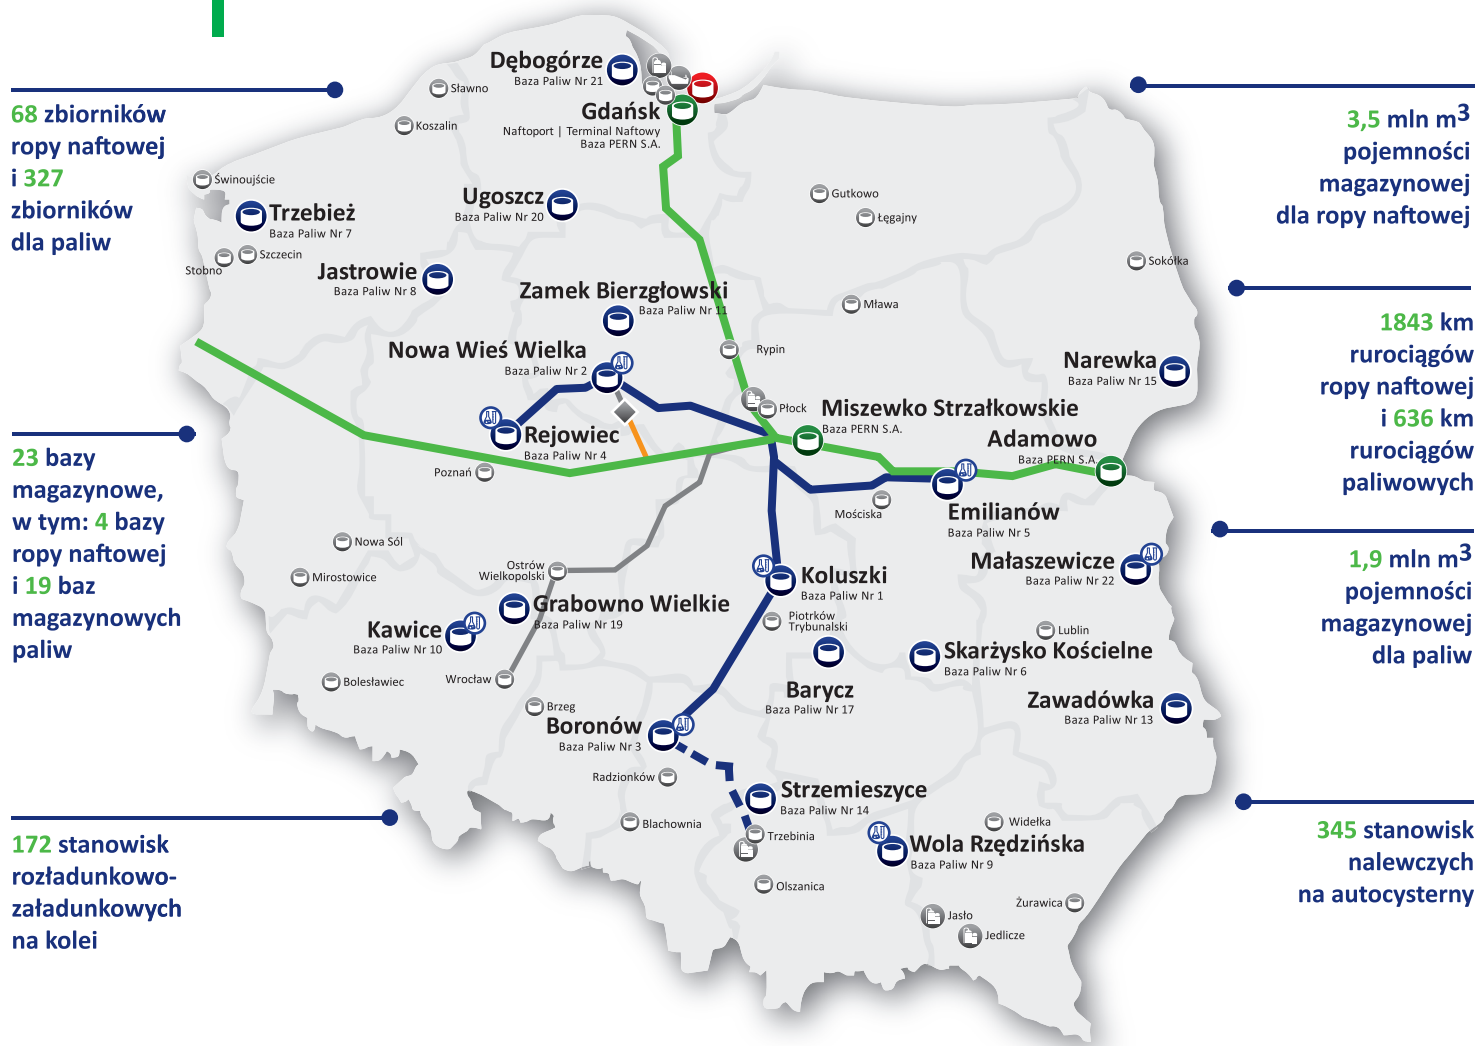 68 zbiorników
ropy naftowej
i 327
zbiorników
dla paliw
23 bazy
magazynowe,
w tym: 4 bazy
ropy naftowej
i 19 baz
magazynowych
paliw
172 stanowisk
rozładunkowo-
załadunkowych
na kolei
3,5 mln m³
pojemności
magazynowej
dla ropy naftowej
1843 km
rurociągów
ropy naftowej
i 636 km
rurociągów
paliwowych
1,9 mln m³
pojemności
magazynowej
dla paliw
345 stanowisk
nalewczych
na autocysterny
Dębogórze
Baza Paliw Nr 21
Sławno
Koszalin
Gdańsk
Naftoport | Terminal Naftowy
Baza PERN S.A.
Świnoujście
Trzebież
Baza Paliw Nr 7
Szczecin
Stobno
Ugoszcz
Baza Paliw Nr 20
Gutkowo
Łęgajny
Sokółka
Jastrowie
Baza Paliw Nr 8
Zamek Bierzgłowski
Baza Paliw Nr 11
Mława
Nowa Wieś Wielka
Baza Paliw Nr 2
Rypin
Narewka
Baza Paliw Nr 15
Płock
Miszewko Strzałkowskie
Baza PERN S.A.
Rejowiec
Baza Paliw Nr 4
Adamowo
Baza PERN S.A.
Poznań
Mościska
Emilianów
Baza Paliw Nr 5
Nowa Sól
Mirostowice
Ostrów
Wielkopolski
Koluszki
Baza Paliw Nr 1
Małaszewicze
Baza Paliw Nr 22
Grabowno Wielkie
Baza Paliw Nr 19
Kawice
Baza Paliw Nr 10
Piotrków
Trybunalski
Lublin
Skarżysko Kościelne
Baza Paliw Nr 6
Bolesławiec
Wrocław
Barycz
Baza Paliw Nr 17
Zawadówka
Baza Paliw Nr 13
Brzeg
Boronów
Baza Paliw Nr 3
Radzionków
Strzemieszyce
Baza Paliw Nr 14
Blachownia
Trzebinia
Widełka
Wola Rzędzińska
Baza Paliw Nr 9
Olszanica
Żurawica
Jasło
Jedlicze